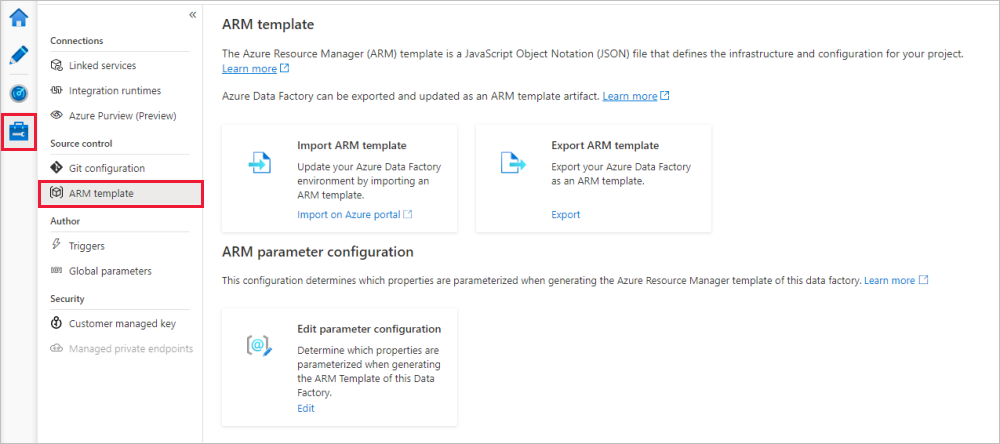 Connections
Linked services
Integration runtimes
Azure Purview (Preview)
Source control
Git configuration
ARM template
Author
Triggers
Global parameters
Security
Customer managed key
Managed private endpoints
ARM template
The Azure Resource Manager (ARM) template is a JavaScript Object Notation (JSON) file that defines the infrastructure and configuration for your project.
Learn more
Azure Data Factory can be exported and updated as an ARM template artifact. Learn more
Import ARM template
Update your Azure Data Factory
environment by importing an
ARM template.
Import on Azure portal
Export ARM template
Export your Azure Data Factory
as an ARM template.
Export
ARM parameter configuration
This configuration determines which properties are parameterized when generating the Azure Resource Manager template of this data factory. Learn more
Edit parameter configuration
Determine which properties are
parameterized when generating
the ARM Template of this Data
Factory.
Edit